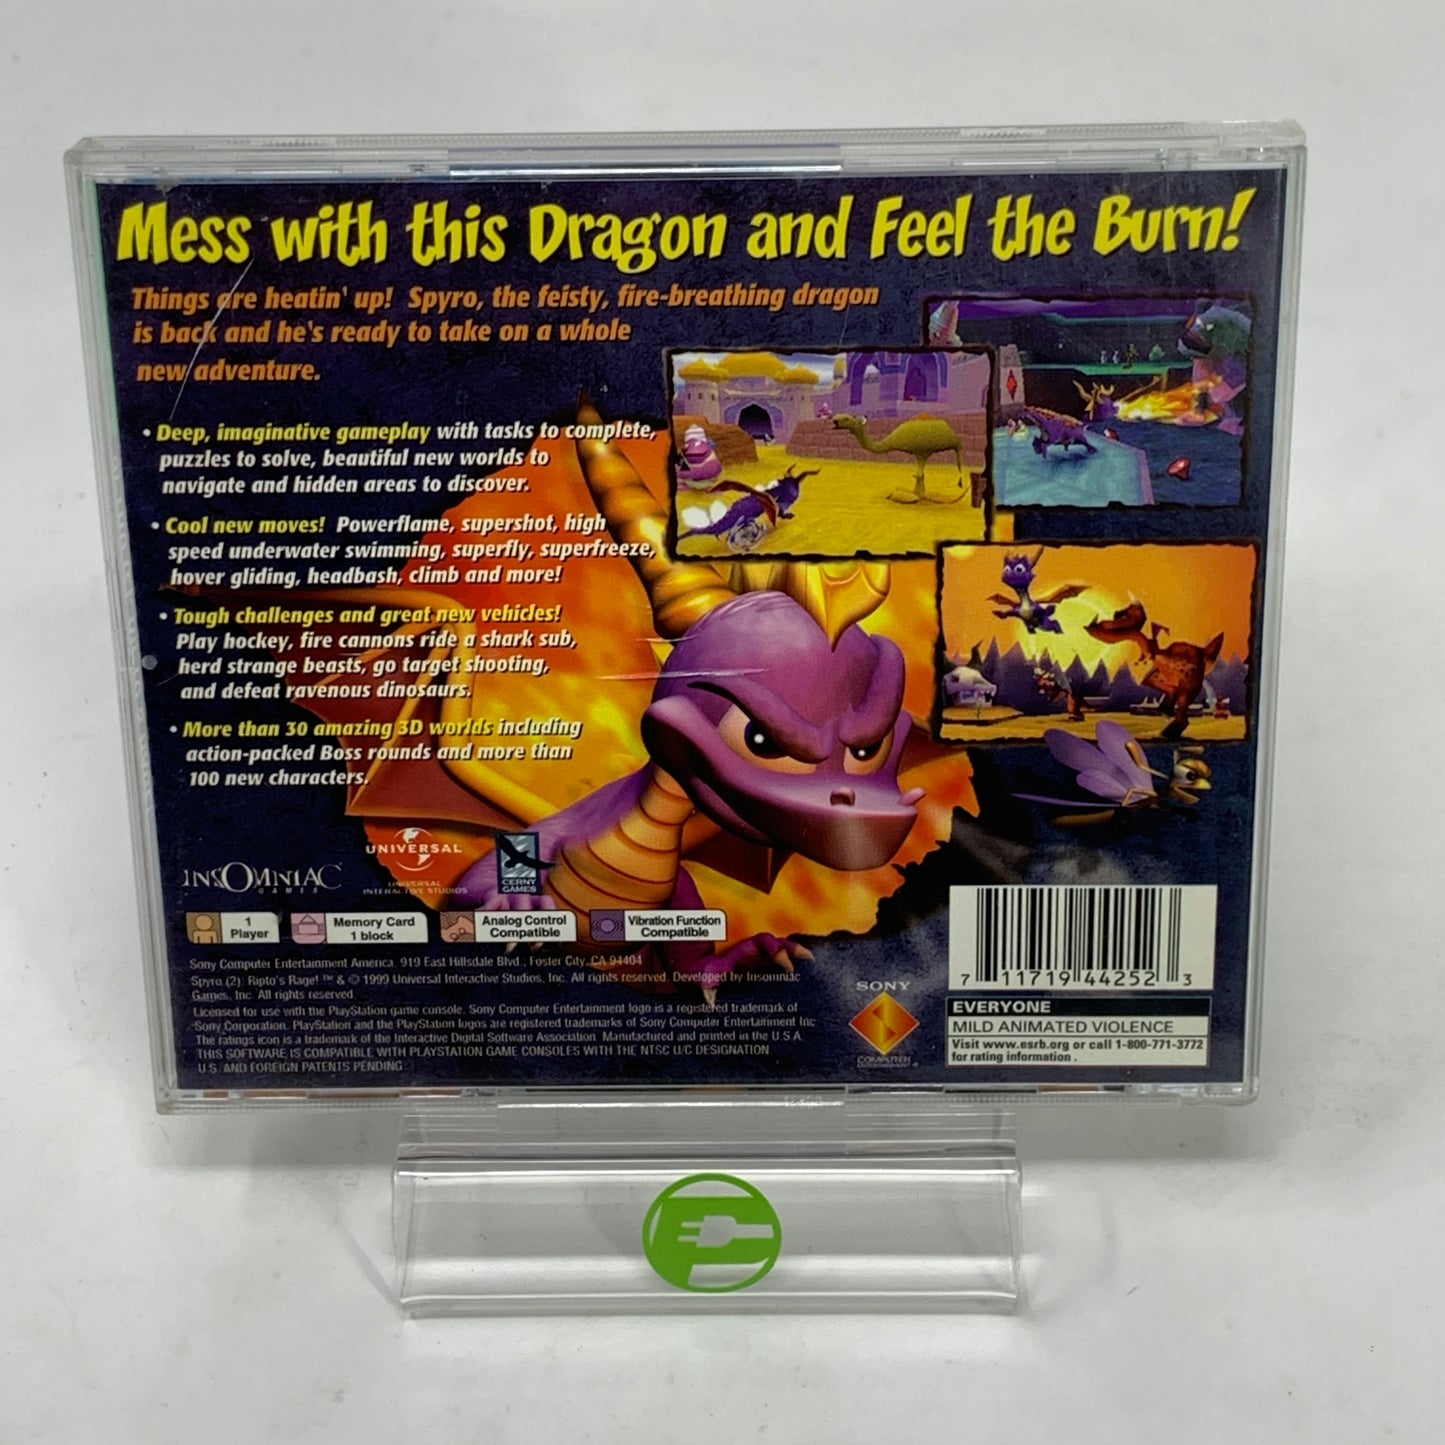 Mess with this Dragon and Feel the Burn!
Things are heatin' up! Spyro, the feisty, fire-breathing dragon
is back and he's ready to take on a whole
new adventure.
• Deep, imaginative gameplay with tasks to complete,
puzzles to solve, beautiful new worlds to
navigate and hidden areas to discover.
• Cool new moves! Powerflame, supershot, high
speed underwater swimming, superfly, superfreeze,
hover gliding, headbash, climb and more!
• Tough challenges and great new vehicles!
Play hockey, fire cannons ride a shark sub,
herd strange beasts, go target shooting,
and defeat ravenous dinosaurs.
• More than 30 amazing 3D worlds including
action-packed Boss rounds and more than
100 new characters.
INSOMNIAC
GAMES
UNIVERSAL
UNIVERSAL
INTERACTIVE STUDIOS
CERNY
GAMES
1
Player
Memory Card
1 block
Analog Control
Compatible
Vibration Function
Compatible
Sony Computer Entertainment America, 919 East Hillsdale Blvd., Foster City, CA 94404
Spyro (2): Ripto's Rage! ™ & © 1999 Universal Interactive Studios, Inc. All rights reserved. Developed by Insomniac
Games, Inc. All rights reserved.
Licensed for use with the PlayStation game console. Sony Computer Entertainment logo is a registered trademark of
Sony Corporation. PlayStation and the PlayStation logos are registered trademarks of Sony Computer Entertainment Inc.
The ratings icon is a trademark of the Interactive Digital Software Association. Manufactured and printed in the U.S.A.
THIS SOFTWARE IS COMPATIBLE WITH PLAYSTATION GAME CONSOLES WITH THE NTSC U/C DESIGNATION.
U.S. AND FOREIGN PATENTS PENDING
SONY
COMPUTER
ENTERTAINMENT
7 11719 44252 3
EVERYONE
MILD ANIMATED VIOLENCE
Visit www.esrb.org or call 1-800-771-3772
for rating information.